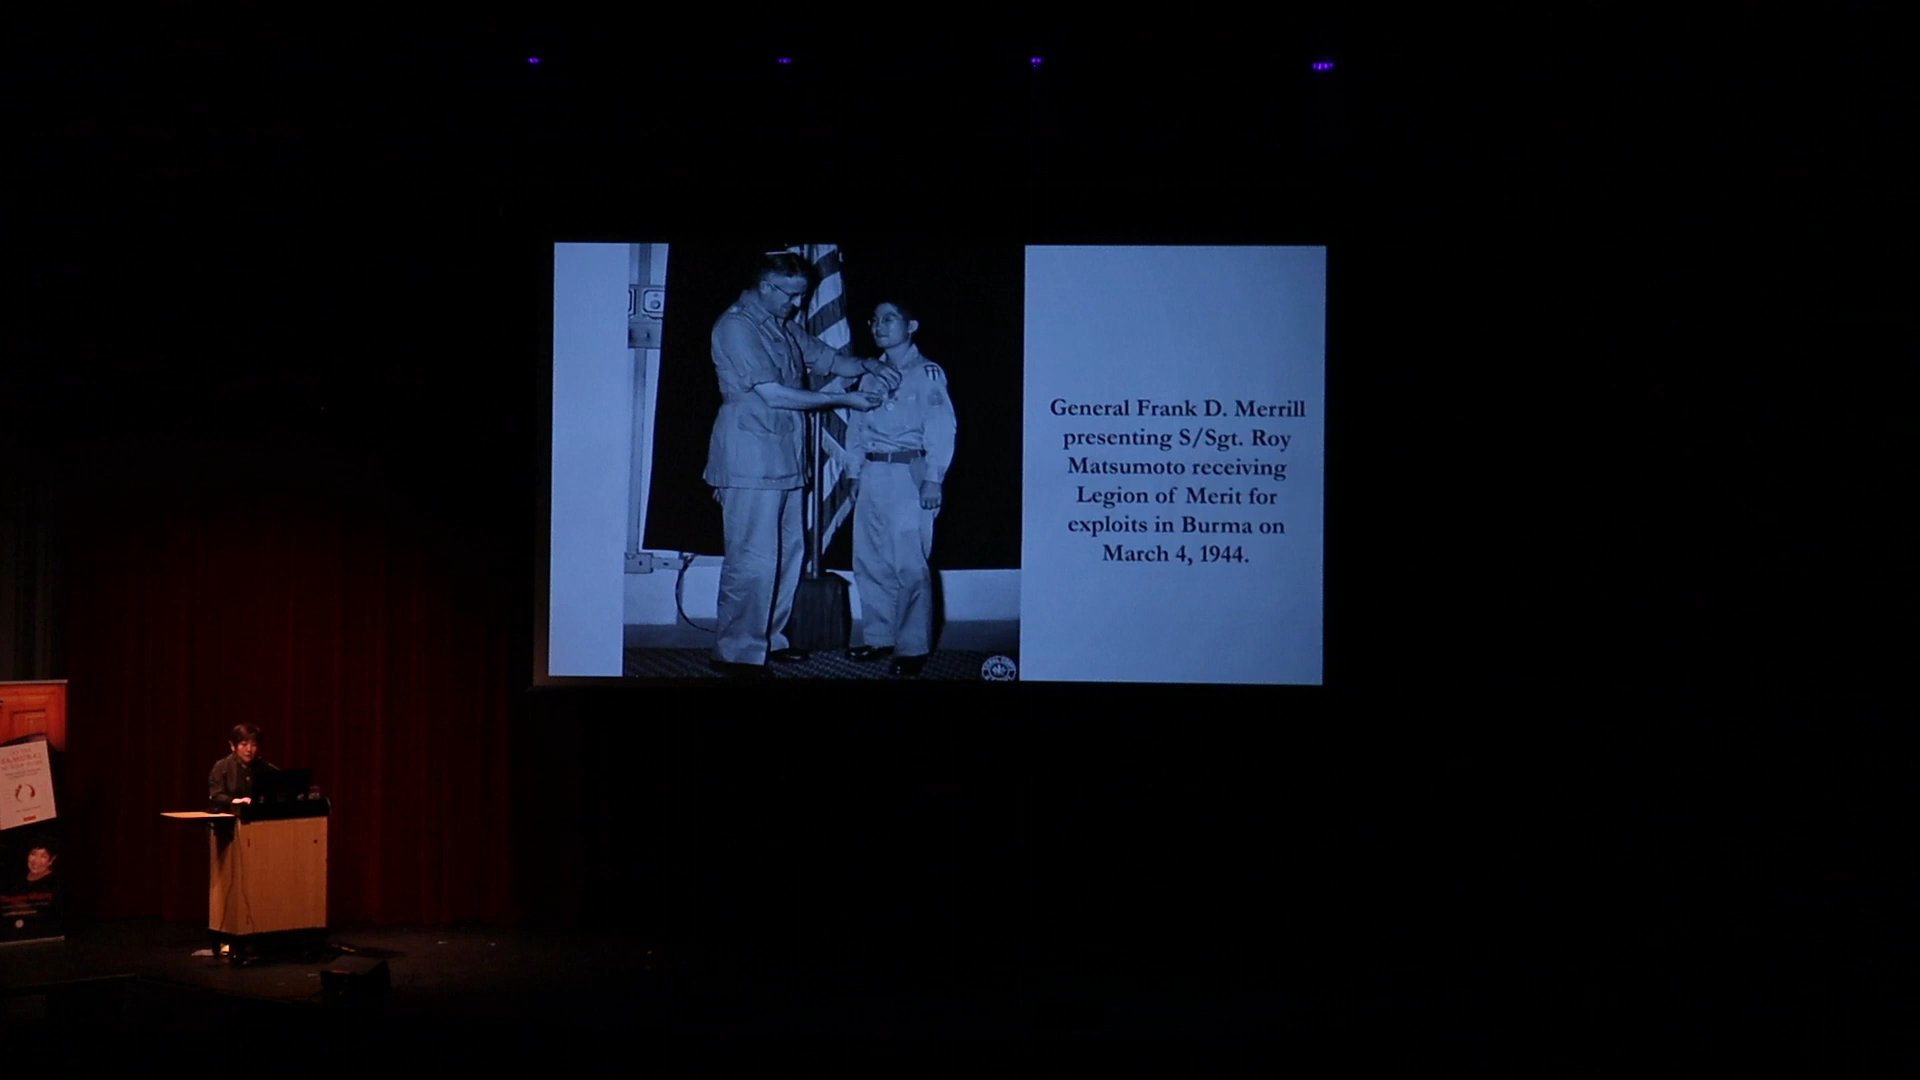 General Frank D. Merrill
presenting S/Sgt. Roy
Matsumoto receiving
Legion of Merit for
exploits in Burma on
March 4, 1944.
SAMURAI